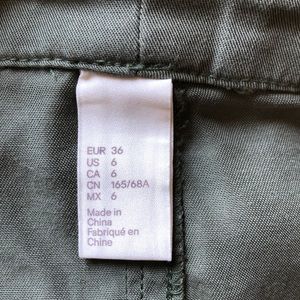 EUR 36
US 6
CA 6
CN 165/68A
MX 6
Made in
China
Fabriqué en
Chine